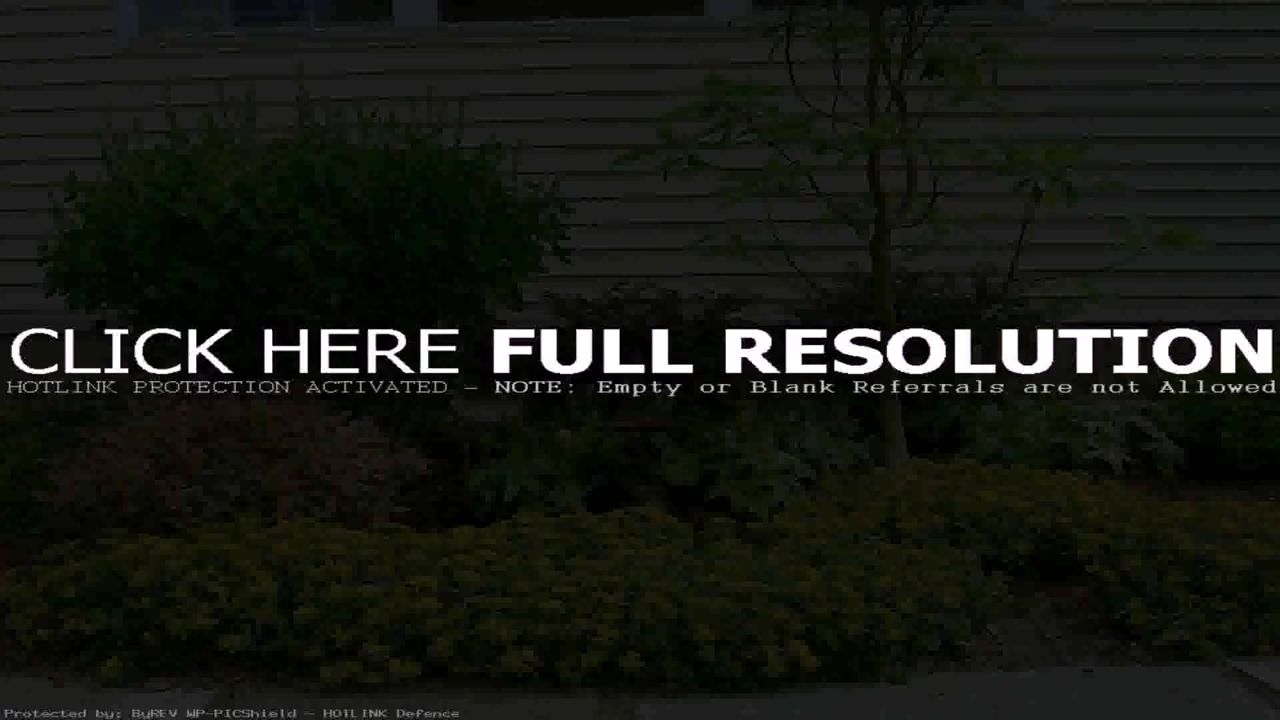 CLICK HERE FULL RESOLUTION
HOTLINK PROTECTION ACTIVATED - NOTE: Empty or Blank Referrals are not Allowed
Protected by: ByREV WP-PICShield - HOTLINK Defence